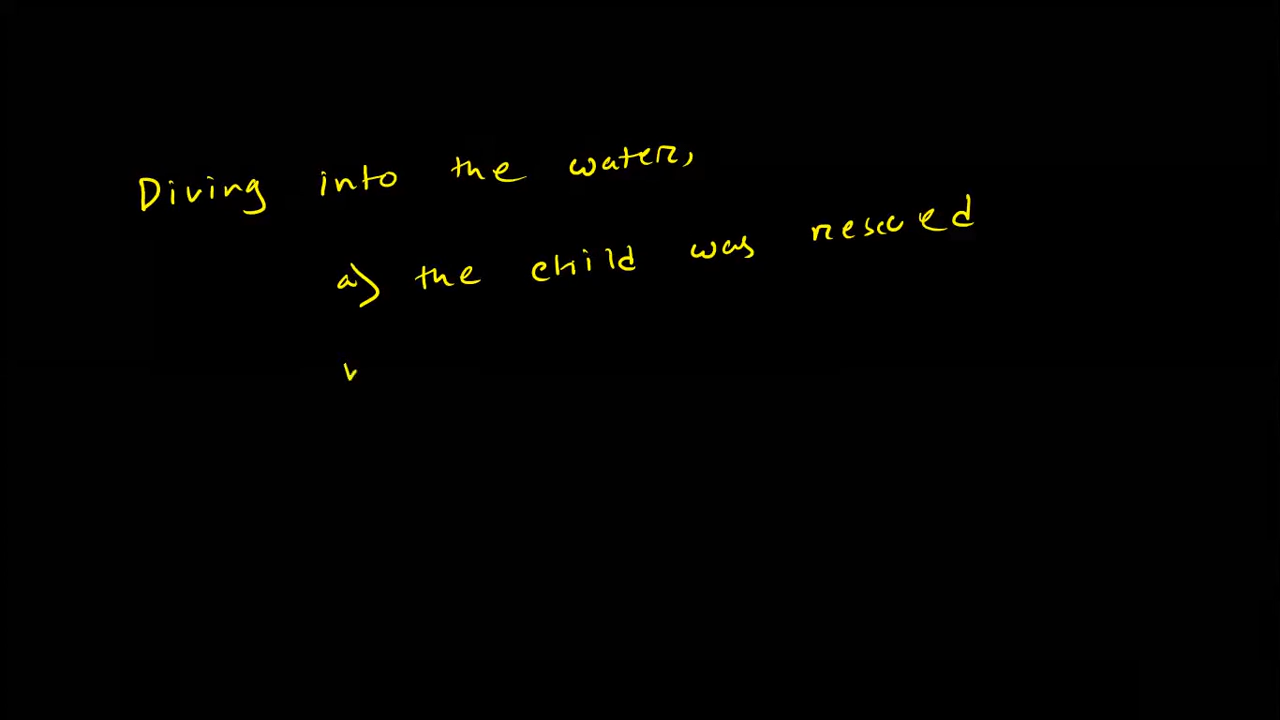 Diving into the water,
a) the child was rescued